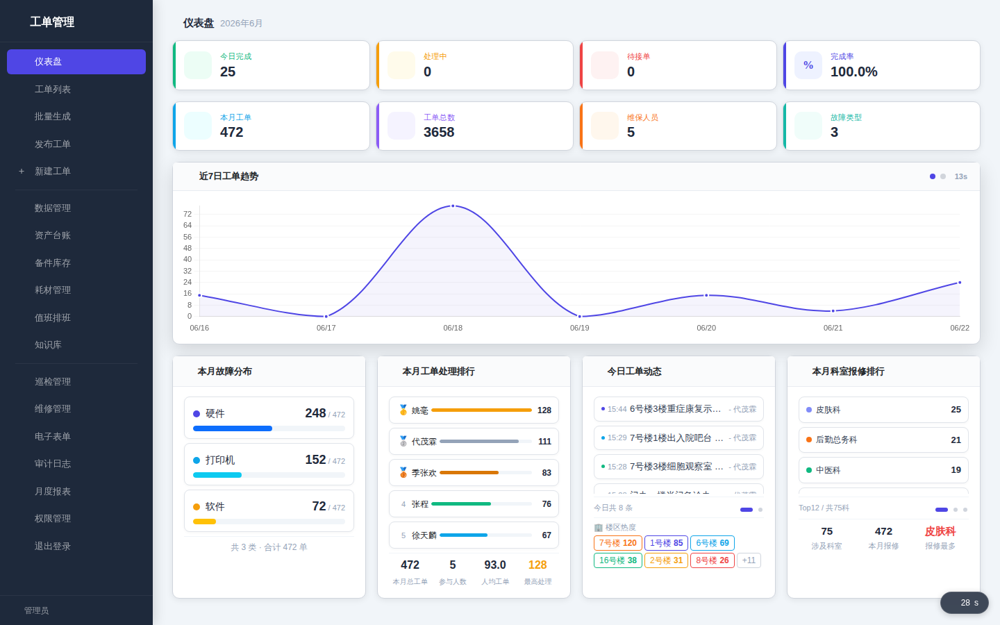 工单管理
仪表盘
工单列表
批量生成
发布工单
+ 新建工单
数据管理
资产台账
备件库存
耗材管理
值班排班
知识库
巡检管理
维修管理
电子表单
审计日志
月度报表
权限管理
退出登录
管理员
仪表盘 2026年6月
今日完成
25
处理中
0
待接单
0
%
完成率
100.0%
本月工单
472
工单总数
3658
维保人员
5
故障类型
3
近7日工单趋势
13s
72
64
56
48
40
32
24
16
8
0
06/16 06/17 06/18 06/19 06/20 06/21 06/22
本月故障分布
硬件 248 / 472
打印机 152 / 472
软件 72 / 472
共 3 类 · 合计 472 单
本月工单处理排行
🥇 姚毫 128
🥈 代茂霖 111
🥉 季张欢 83
4 张程 76
5 徐天麟 67
472 5 93.0 128
本月总工单 参与人数 人均工单 最高处理
今日工单动态
15:44 6号楼3楼重症康复示… - 代茂霖
15:29 7号楼1楼出入院吧台 … - 代茂霖
15:28 7号楼3楼细胞观察室 … - 代茂霖
今日共 8 条
🏢 楼区热度
7号楼 120 1号楼 85 6号楼 69
16号楼 38 2号楼 31 8号楼 26 +11
本月科室报修排行
皮肤科 25
后勤总务科 21
中医科 19
Top12 / 共75科
75 472 皮肤科
涉及科室 本月报修 报修最多
28 s